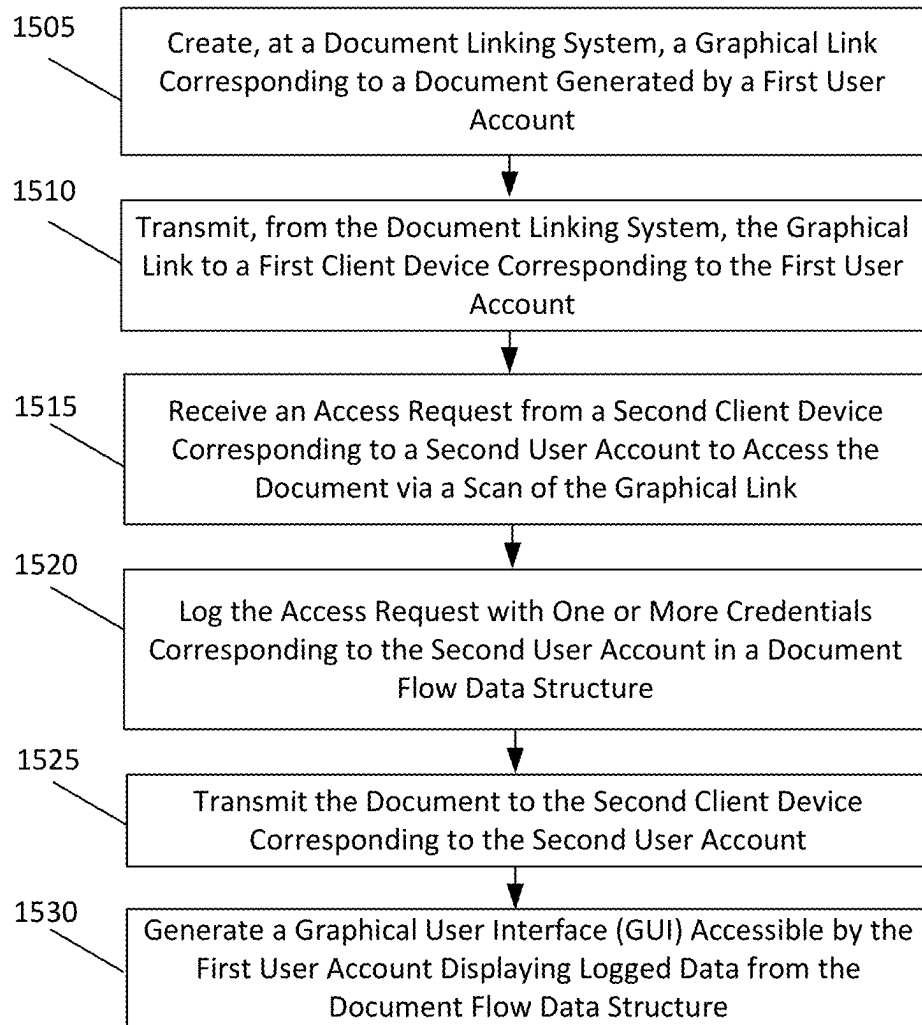 1505
Create, at a Document Linking System, a Graphical Link
Corresponding to a Document Generated by a First User
Account
1510
Transmit, from the Document Linking System, the Graphical
Link to a First Client Device Corresponding to the First User
Account
1515
Receive an Access Request from a Second Client Device
Corresponding to a Second User Account to Access the
Document via a Scan of the Graphical Link
1520
Log the Access Request with One or More Credentials
Corresponding to the Second User Account in a Document
Flow Data Structure
1525
Transmit the Document to the Second Client Device
Corresponding to the Second User Account
1530
Generate a Graphical User Interface (GUI) Accessible by the
First User Account Displaying Logged Data from the
Document Flow Data Structure